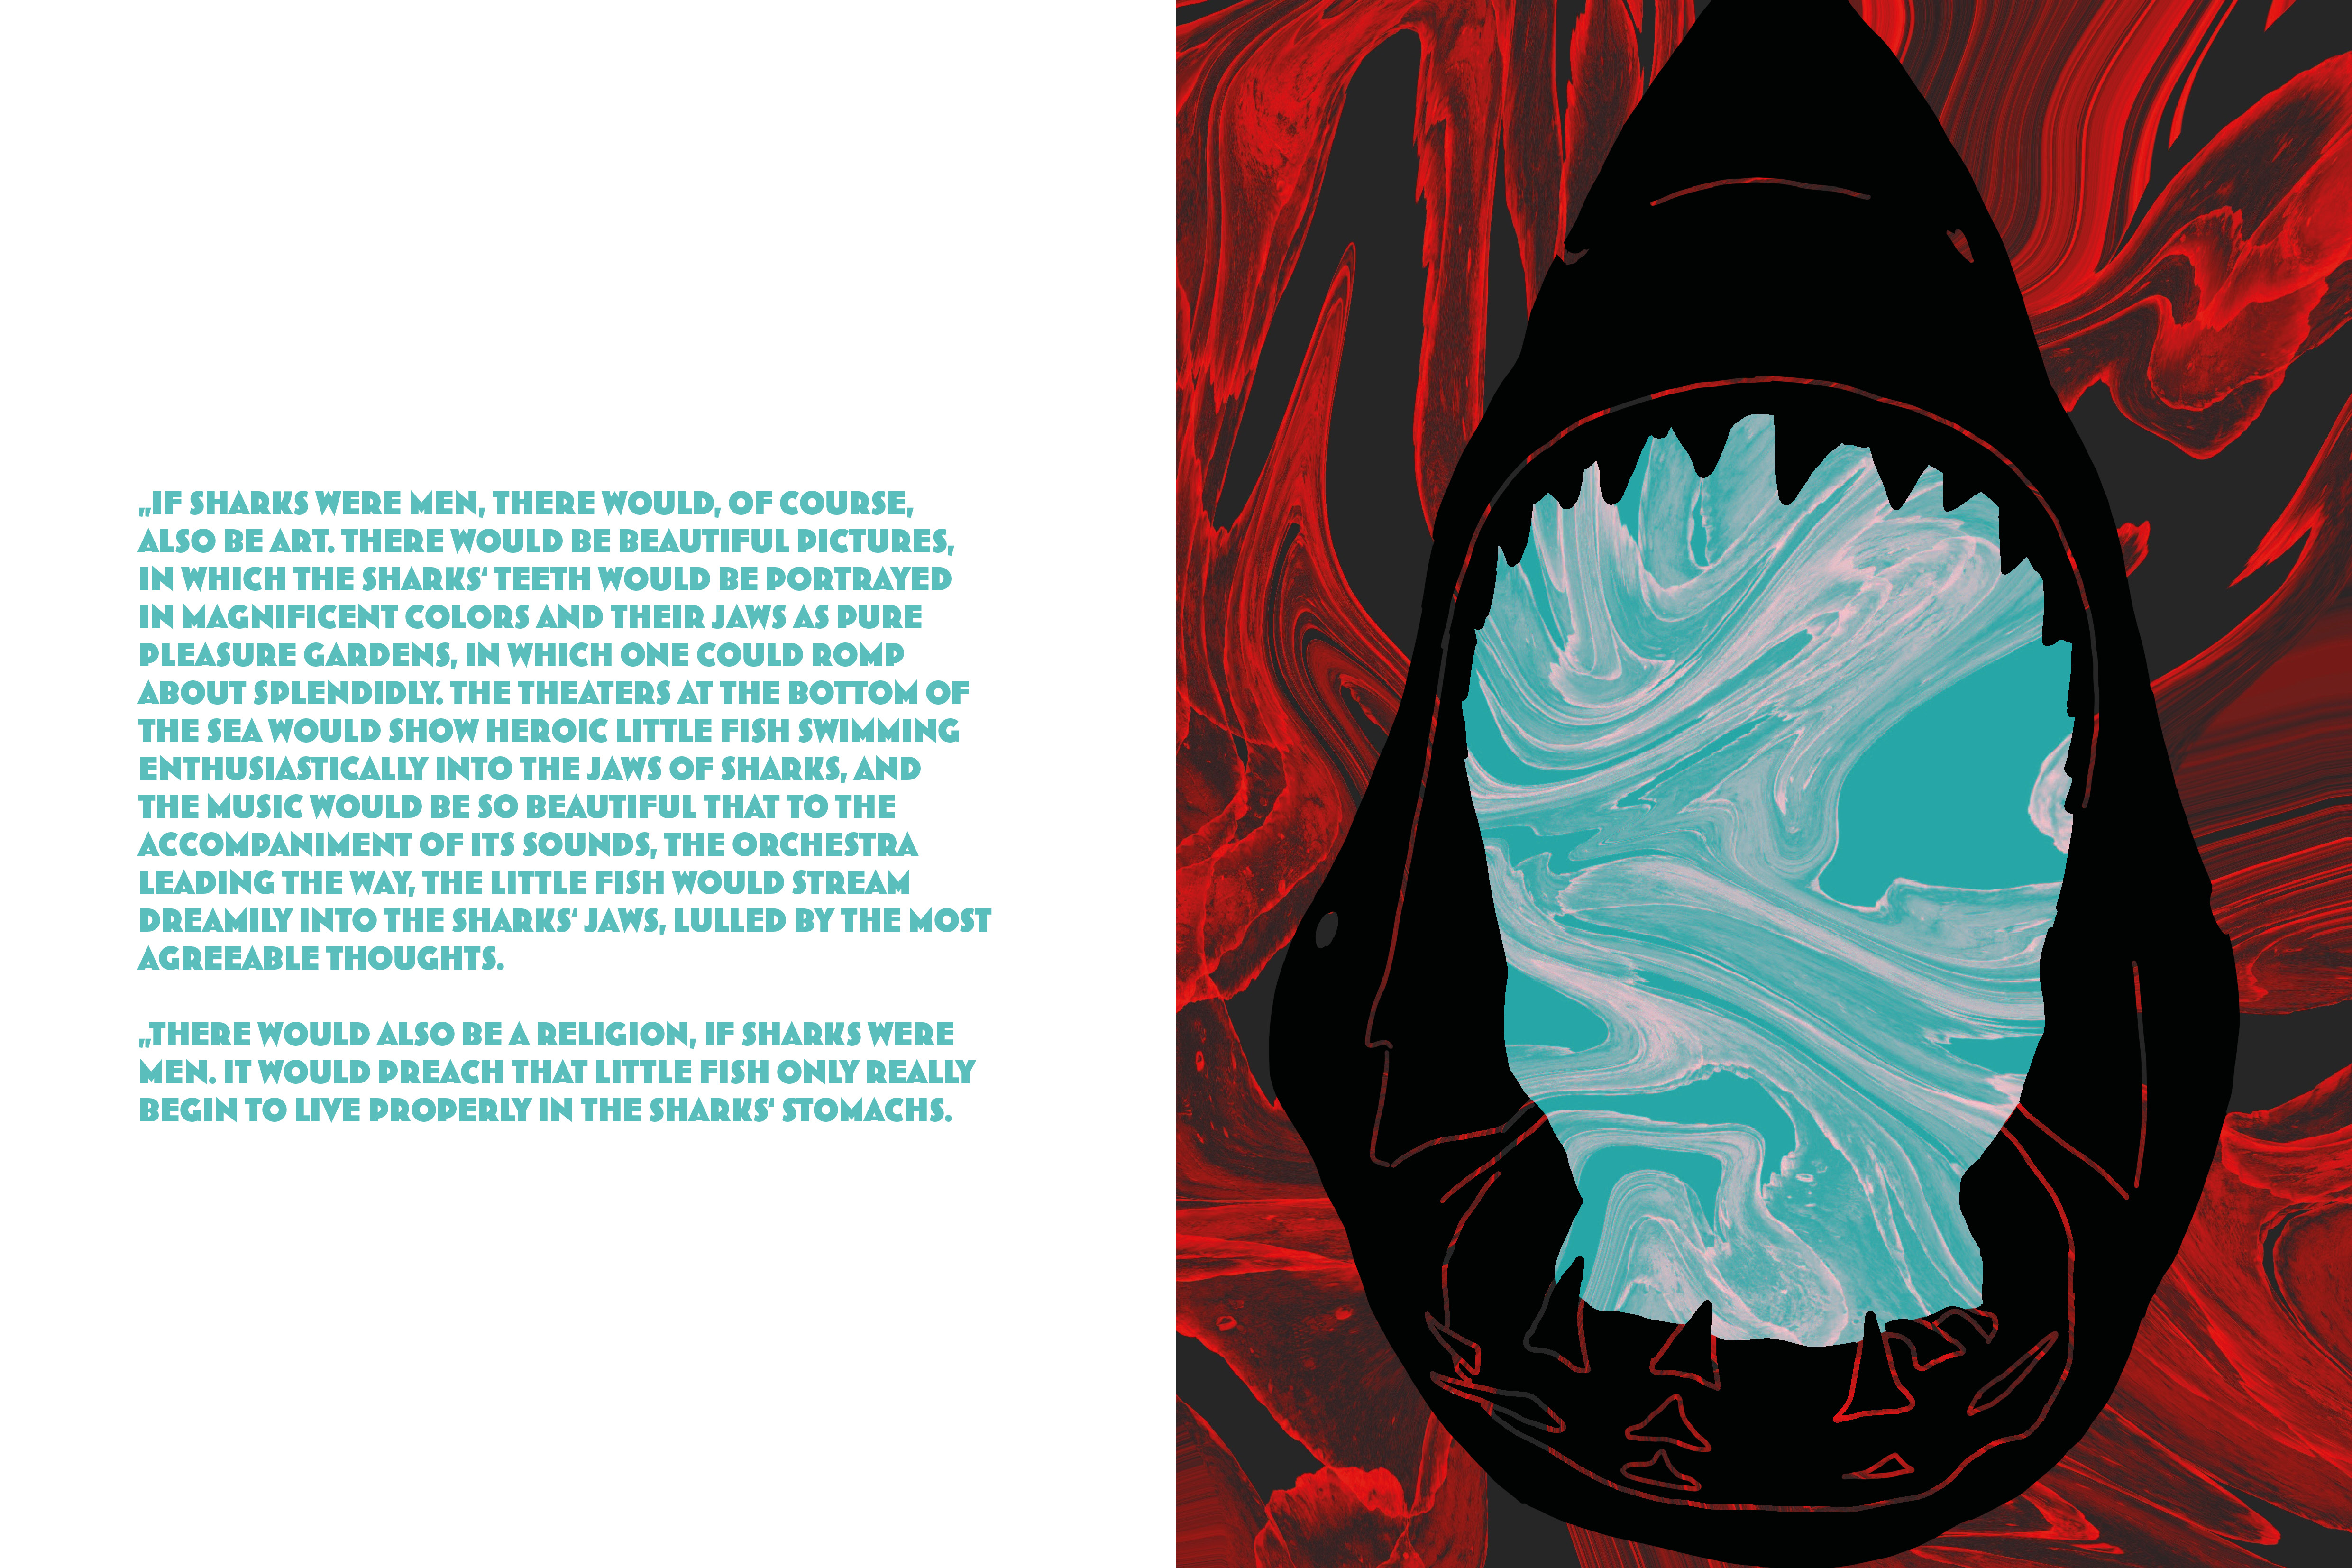 „IF SHARKS WERE MEN, THERE WOULD, OF COURSE,
ALSO BE ART. THERE WOULD BE BEAUTIFUL PICTURES,
IN WHICH THE SHARKS‘ TEETH WOULD BE PORTRAYED
IN MAGNIFICENT COLORS AND THEIR JAWS AS PURE
PLEASURE GARDENS, IN WHICH ONE COULD ROMP
ABOUT SPLENDIDLY. THE THEATERS AT THE BOTTOM OF
THE SEA WOULD SHOW HEROIC LITTLE FISH SWIMMING
ENTHUSIASTICALLY INTO THE JAWS OF SHARKS, AND
THE MUSIC WOULD BE SO BEAUTIFUL THAT TO THE
ACCOMPANIMENT OF ITS SOUNDS, THE ORCHESTRA
LEADING THE WAY, THE LITTLE FISH WOULD STREAM
DREAMILY INTO THE SHARKS‘ JAWS, LULLED BY THE MOST
AGREEABLE THOUGHTS.
„THERE WOULD ALSO BE A RELIGION, IF SHARKS WERE
MEN. IT WOULD PREACH THAT LITTLE FISH ONLY REALLY
BEGIN TO LIVE PROPERLY IN THE SHARKS‘ STOMACHS.